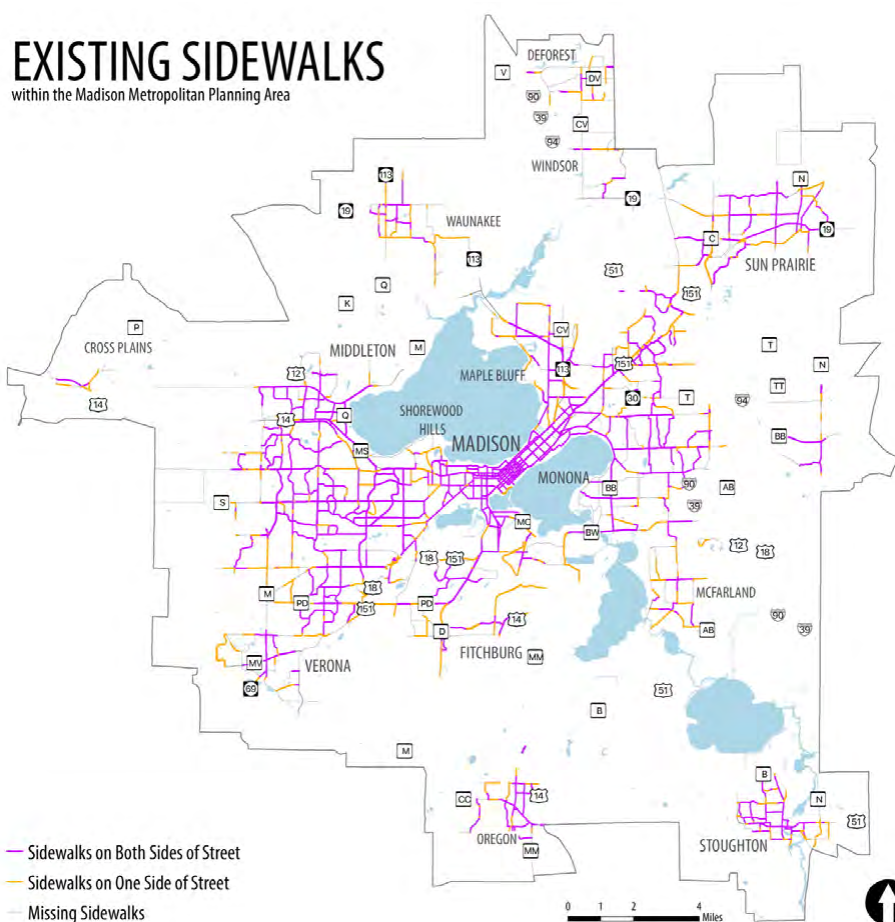 EXISTING SIDEWALKS
within the Madison Metropolitan Planning Area
DEFOREST
V
DV
90
39
CV
94
WINDSOR
113
19
19
N
WAUNAKEE
C
19
113
51
SUN PRAIRIE
Q
151
K
P
CV
T
CROSS PLAINS
MIDDLETON
M
N
12
MAPLE BLUFF
113
151
TT
14
Q
SHOREWOOD
HILLS
30
T
94
14
MADISON
BB
MS
MONONA
S
BB
90
AB
39
MC
BW
12
18
18
151
M
18
MCFARLAND
PD
151
PD
14
90
39
D
AB
FITCHBURG
MM
MV
VERONA
69
51
B
M
CC
14
B
N
51
OREGON
MM
STOUGHTON
Sidewalks on Both Sides of Street
Sidewalks on One Side of Street
Missing Sidewalks
0 1 2 4
Miles